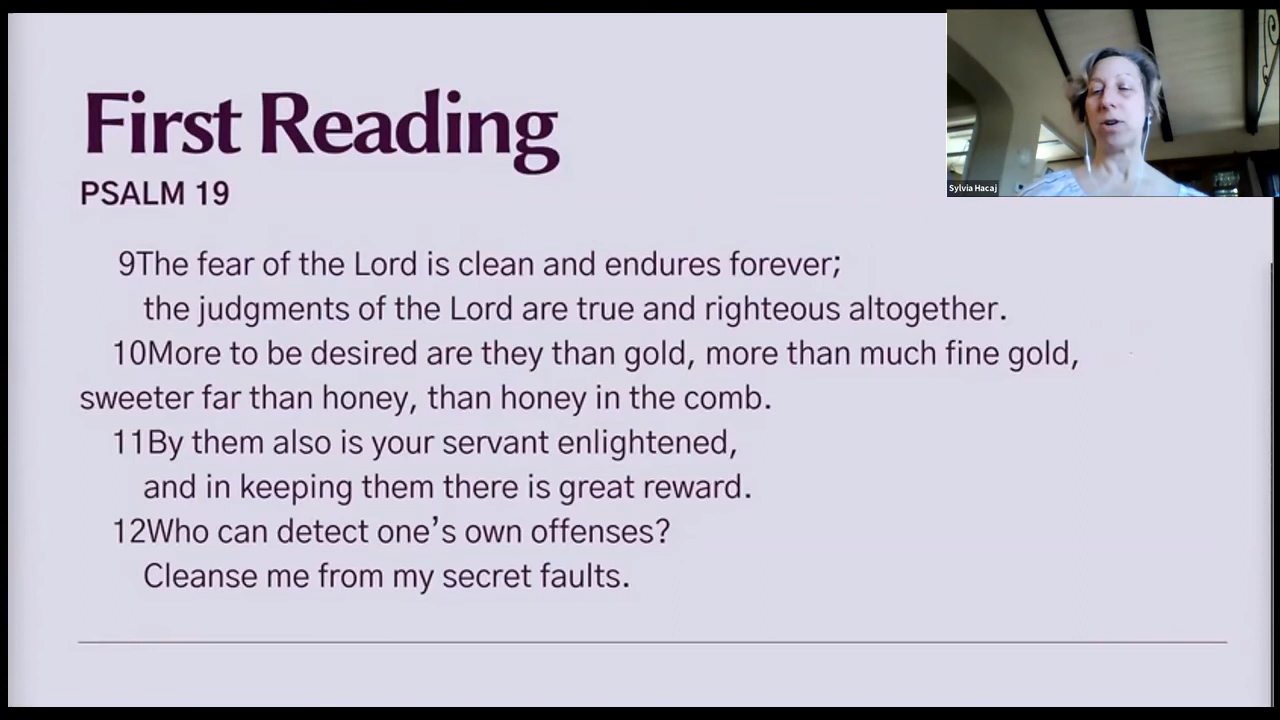 First Reading
PSALM 19
9The fear of the Lord is clean and endures forever;
the judgments of the Lord are true and righteous altogether.
10More to be desired are they than gold, more than much fine gold,
sweeter far than honey, than honey in the comb.
11By them also is your servant enlightened,
and in keeping them there is great reward.
12Who can detect one’s own offenses?
Cleanse me from my secret faults.
Sylvia Hacaj